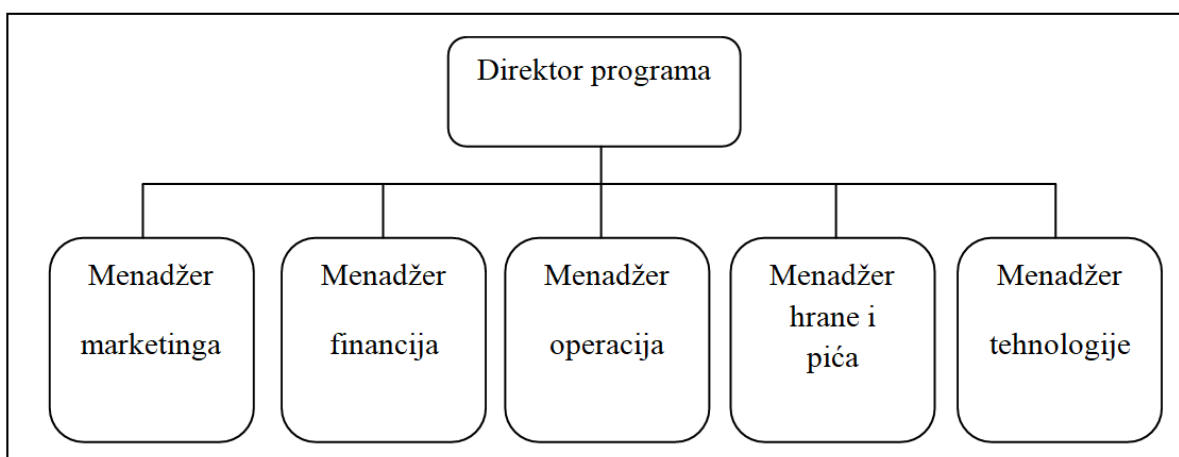 Direktor programa
Menadžer
marketinga
Menadžer
financija
Menadžer
operacija
Menadžer
hrane i
pića
Menadžer
tehnologije